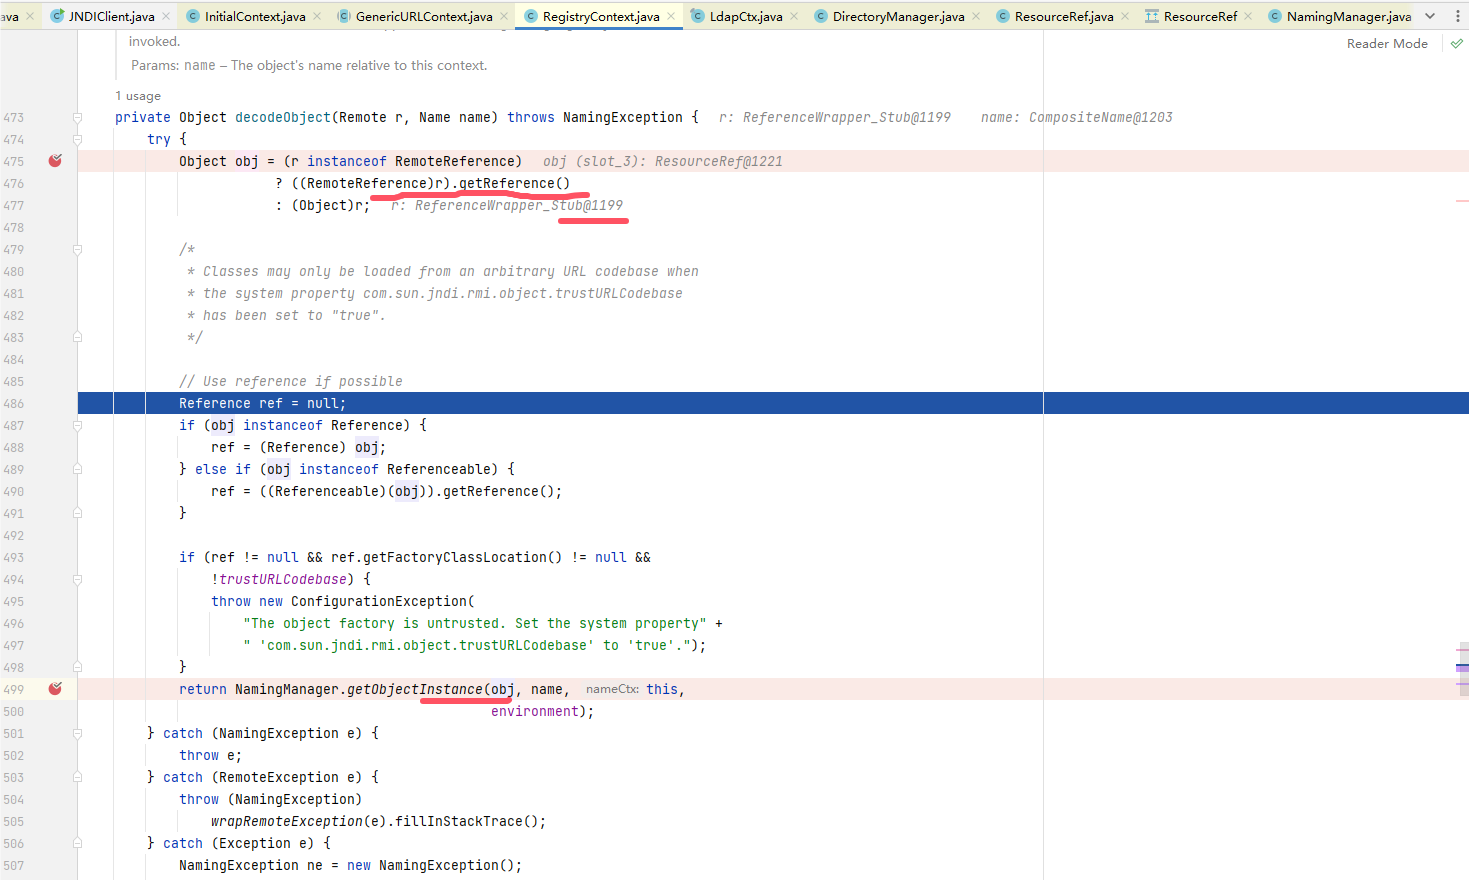 ava JNDIClient.java InitialContext.java GenericURLContext.java RegistryContext.java LdapCtx.java DirectoryManager.java ResourceRef.java ResourceRef NamingManager.java
invoked.
Reader Mode
Params: name – The object's name relative to this context.
1 usage
473 private Object decodeObject(Remote r, Name name) throws NamingException { r: ReferenceWrapper_Stub@1199 name: CompositeName@1203
474 try {
475 Object obj = (r instanceof RemoteReference) obj (slot_3): ResourceRef@1221
476 ? ((RemoteReference)r).getReference()
477 : (Object)r; r: ReferenceWrapper_Stub@1199
478
479 /*
480 * Classes may only be loaded from an arbitrary URL codebase when
481 * the system property com.sun.jndi.rmi.object.trustURLCodebase
482 * has been set to "true".
483 */
484
485 // Use reference if possible
486 Reference ref = null;
487 if (obj instanceof Reference) {
488 ref = (Reference) obj;
489 } else if (obj instanceof Referenceable) {
490 ref = ((Referenceable)(obj)).getReference();
491 }
492
493 if (ref != null && ref.getFactoryClassLocation() != null &&
494 !trustURLCodebase) {
495 throw new ConfigurationException(
496 "The object factory is untrusted. Set the system property" +
497 " 'com.sun.jndi.rmi.object.trustURLCodebase' to 'true'.");
498 }
499 return NamingManager.getObjectInstance(obj, name, nameCtx: this,
500 environment);
501 } catch (NamingException e) {
502 throw e;
503 } catch (RemoteException e) {
504 throw (NamingException)
505 wrapRemoteException(e).fillInStackTrace();
506 } catch (Exception e) {
507 NamingException ne = new NamingException();